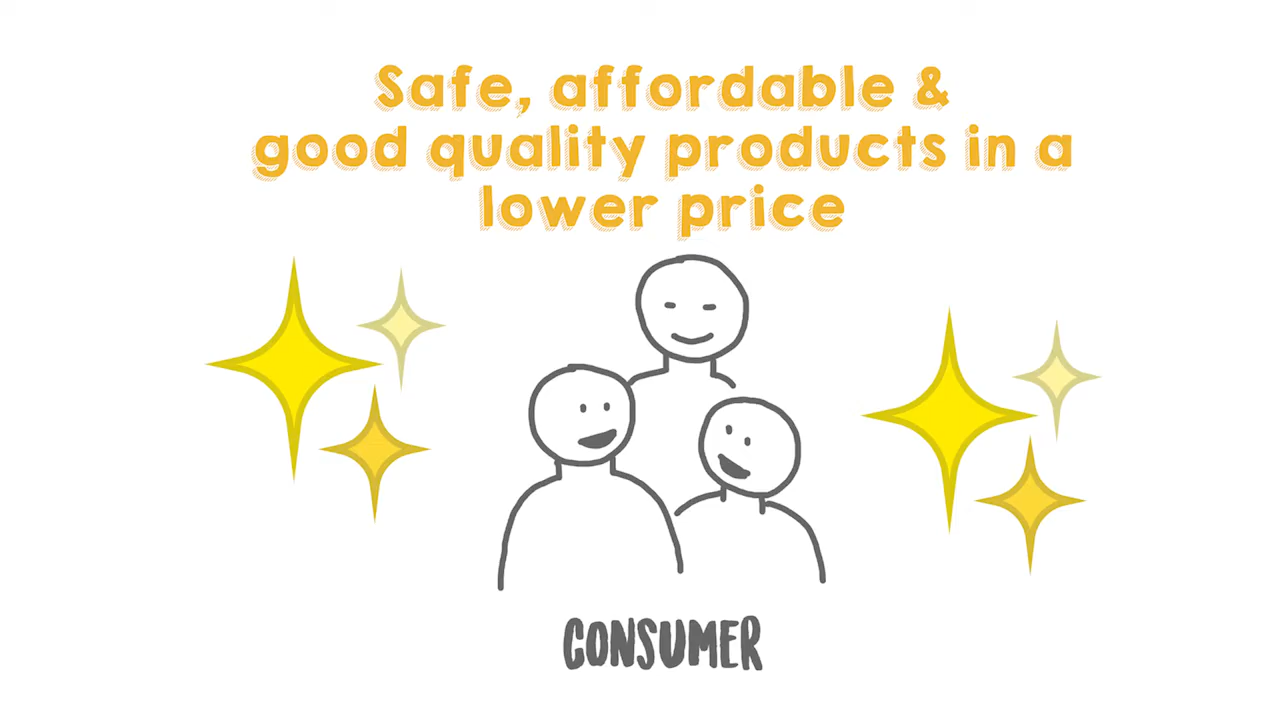 Safe, affordable &
good quality products in a
lower price
CONSUMER